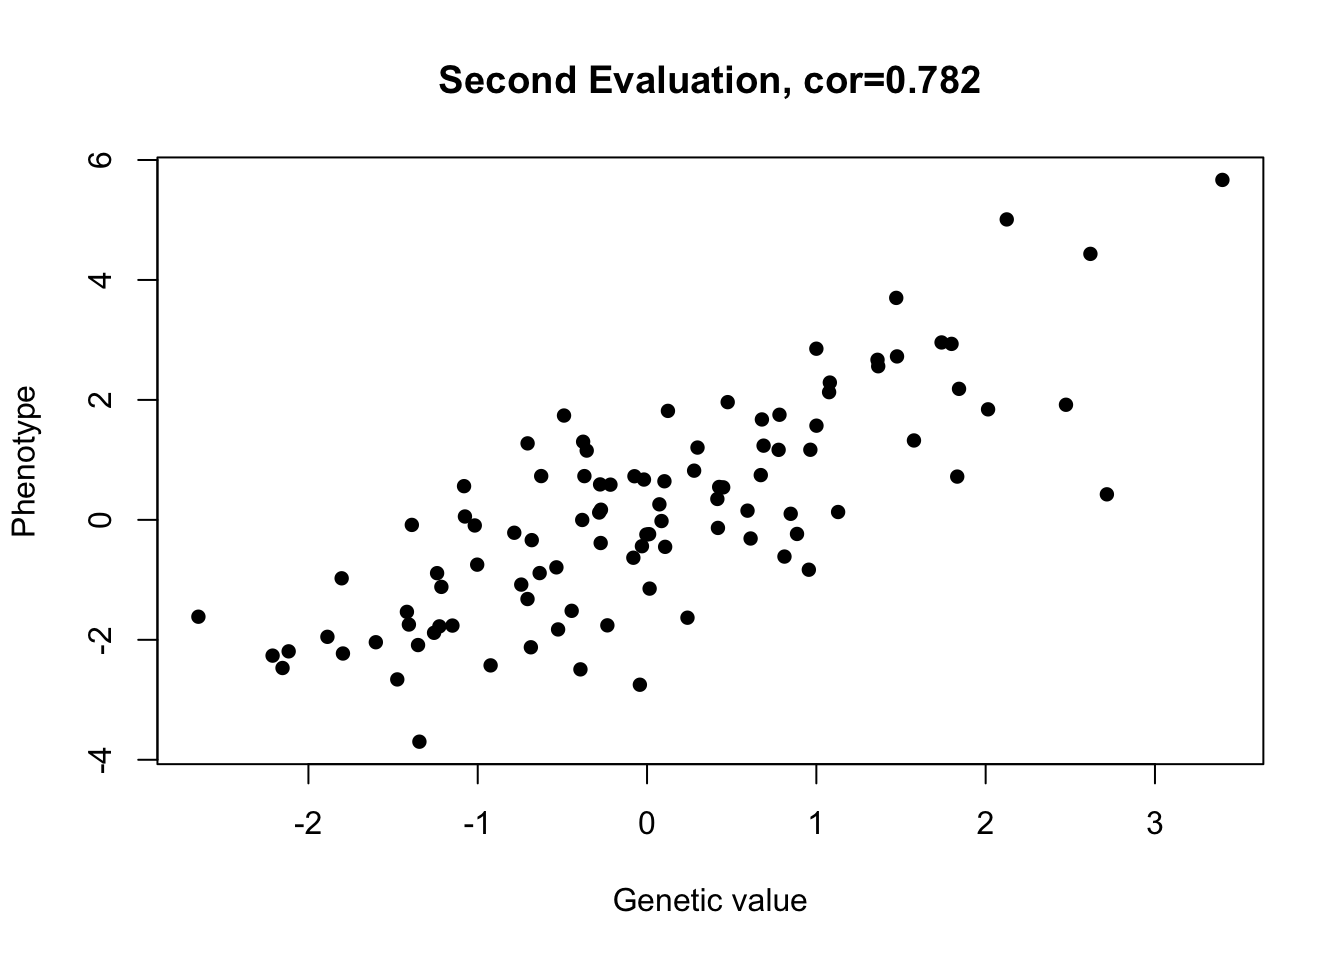 Second Evaluation, cor=0.782
6
4
2
0
-2
-4
Phenotype
-2 -1 0 1 2 3
Genetic value